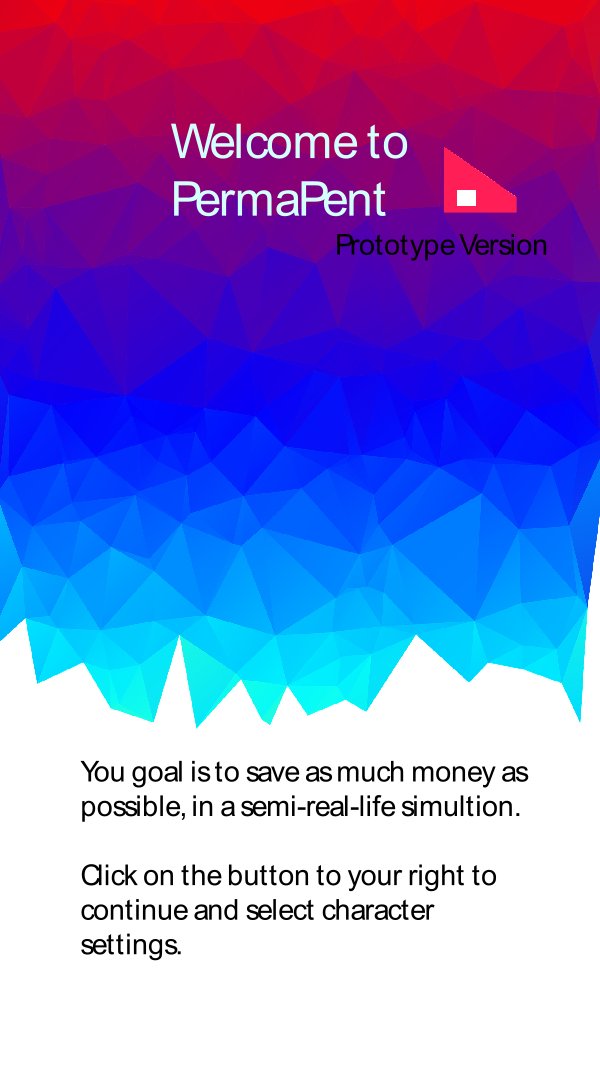 Welcome to
PermaPent
Prototype Version
You goal is to save as much money as
possible, in a semi-real-life simultion.
Click on the button to your right to
continue and select character
settings.